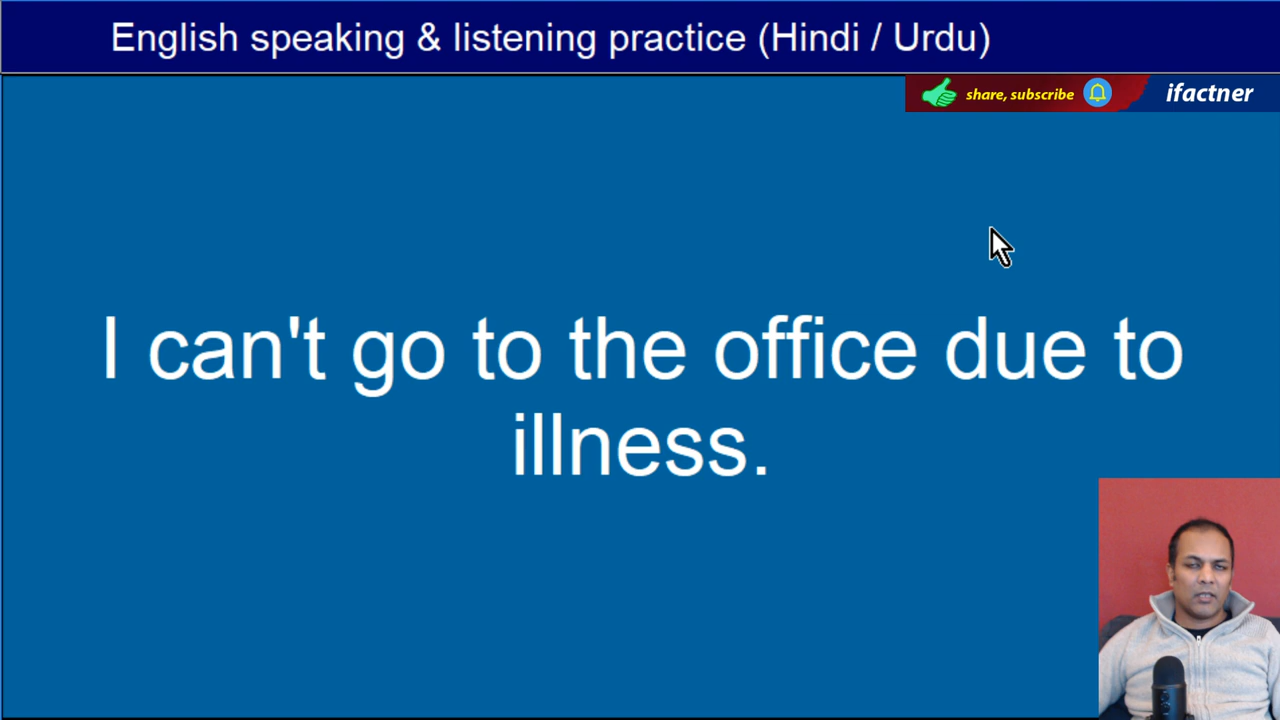 English speaking & listening practice (Hindi / Urdu)
share, subscribe
ifactner
I can't go to the office due to
illness.